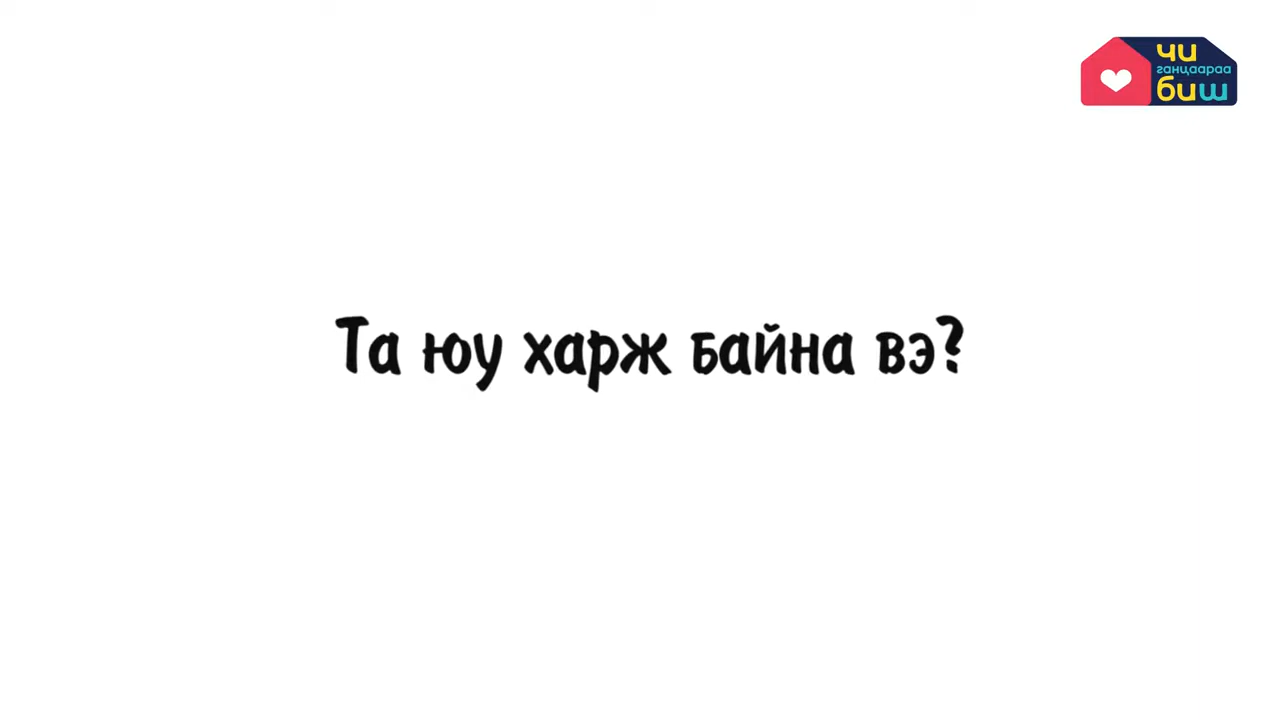 чи
ганцаараа
биш
Та юу харж байна вэ?